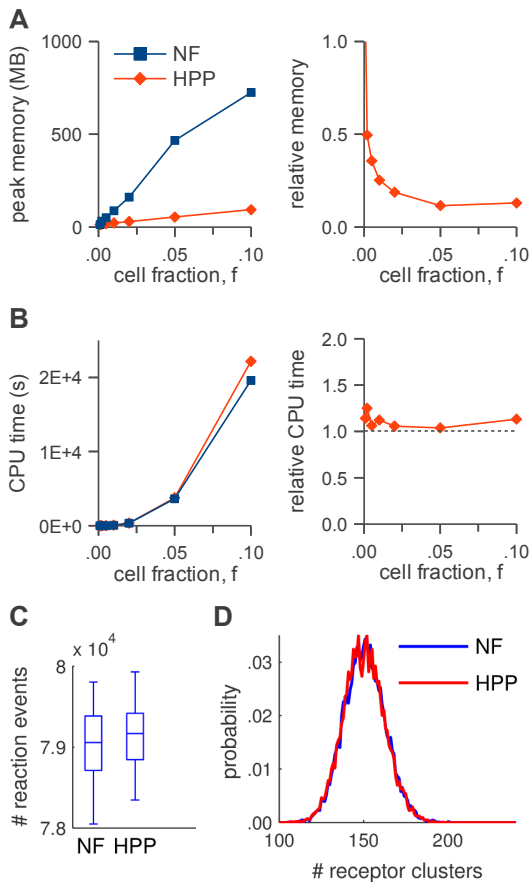 A
peak memory (MB)
1000
500
0
NF
HPP
.00
.05
.10
cell fraction, f
relative memory
1.0
0.5
0.0
.00
.05
.10
cell fraction, f
B
CPU time (s)
2E+4
1E+4
0E+0
.00
.05
.10
cell fraction, f
relative CPU time
2.0
1.5
1.0
0.5
0.0
.00
.05
.10
cell fraction, f
C
x 10⁴
# reaction events
8
7.9
7.8
NF HPP
D
probability
.03
.02
.01
.00
NF
HPP
100
150
200
# receptor clusters